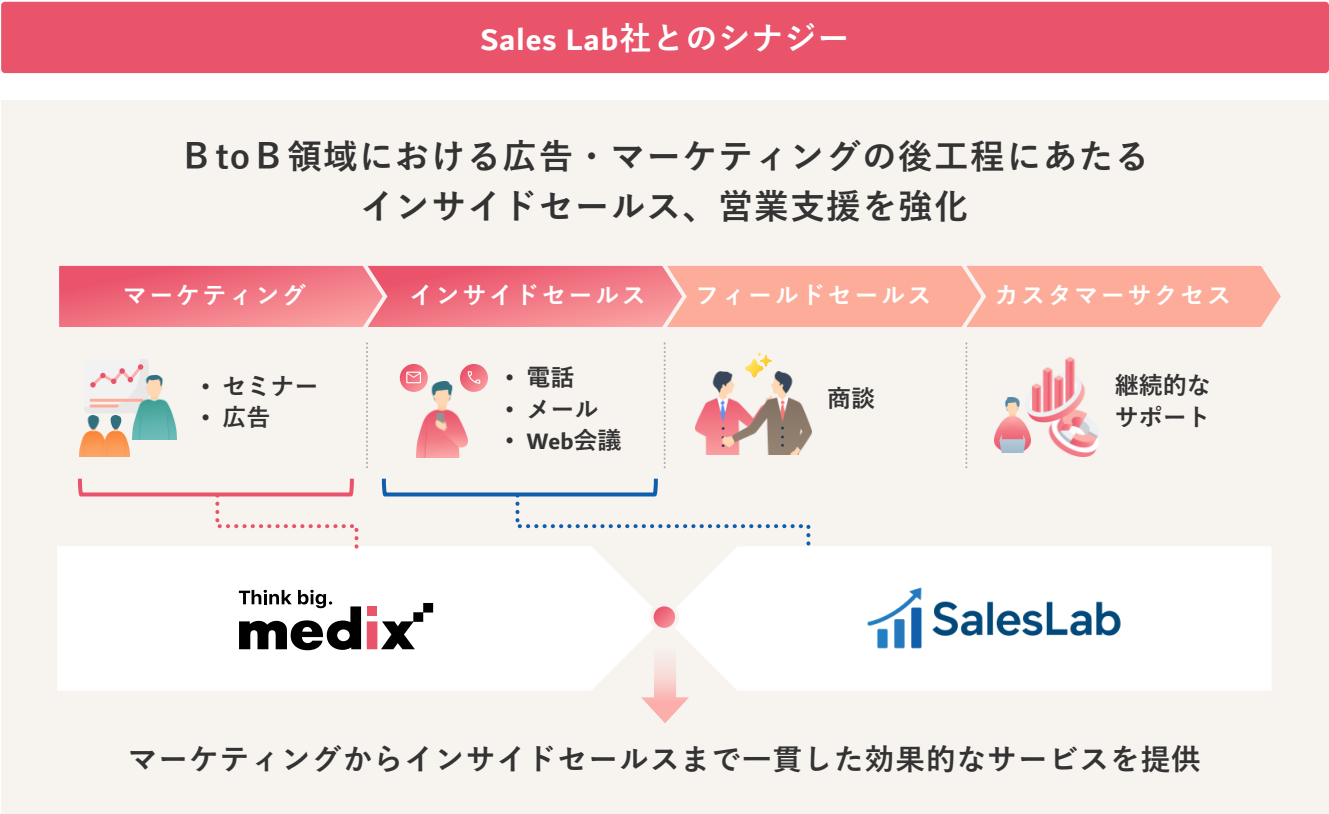 Sales Lab社とのシナジー
BtoB領域における広告・マーケティングの後工程にあたる
インサイドセールス、営業支援を強化
マーケティング
インサイドセールス
フィールドセールス
カスタマーサクセス
・セミナー
・広告
・電話
・メール
・Web会議
商談
継続的な
サポート
Think big.
medix
SalesLab
マーケティングからインサイドセールスまで一貫した効果的なサービスを提供